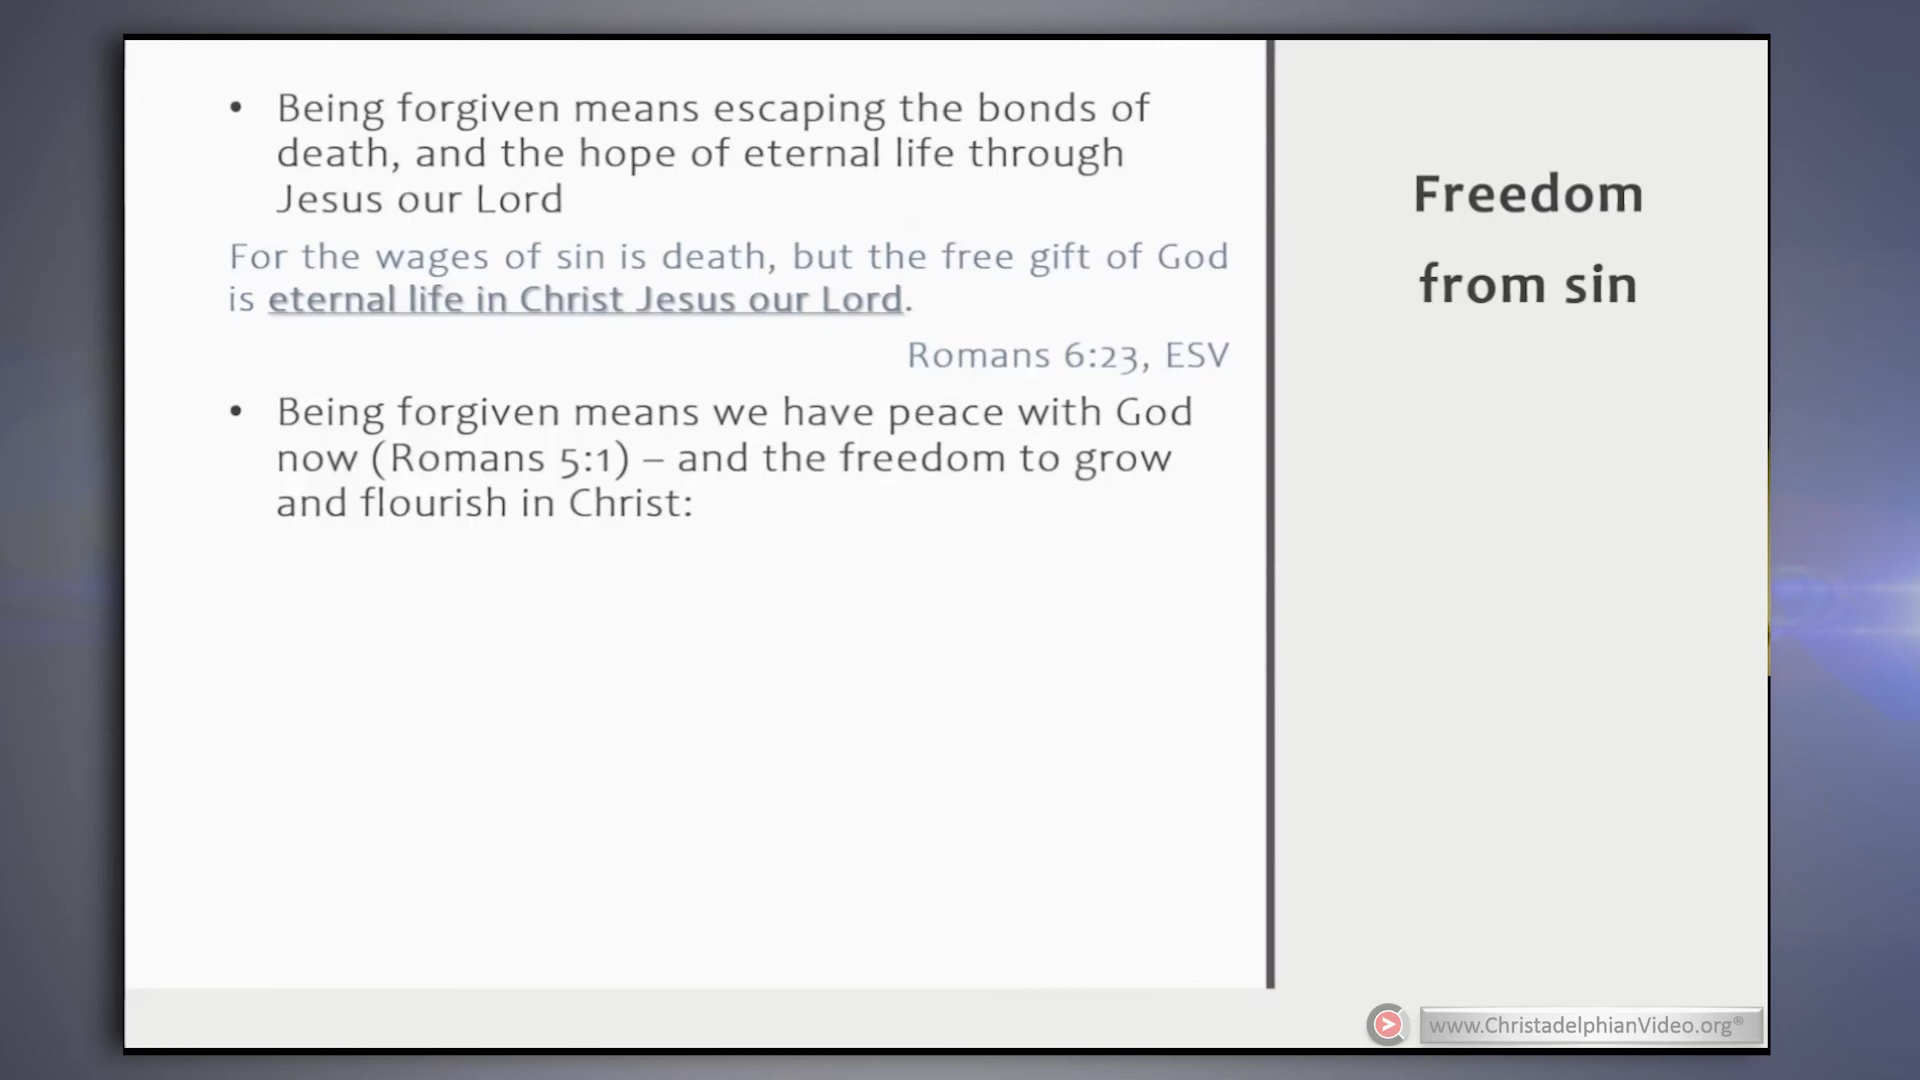 • Being forgiven means escaping the bonds of
death, and the hope of eternal life through
Jesus our Lord
For the wages of sin is death, but the free gift of God
is eternal life in Christ Jesus our Lord.
Romans 6:23, ESV
• Being forgiven means we have peace with God
now (Romans 5:1) – and the freedom to grow
and flourish in Christ:
Freedom
from sin
www.ChristadelphianVideo.org®